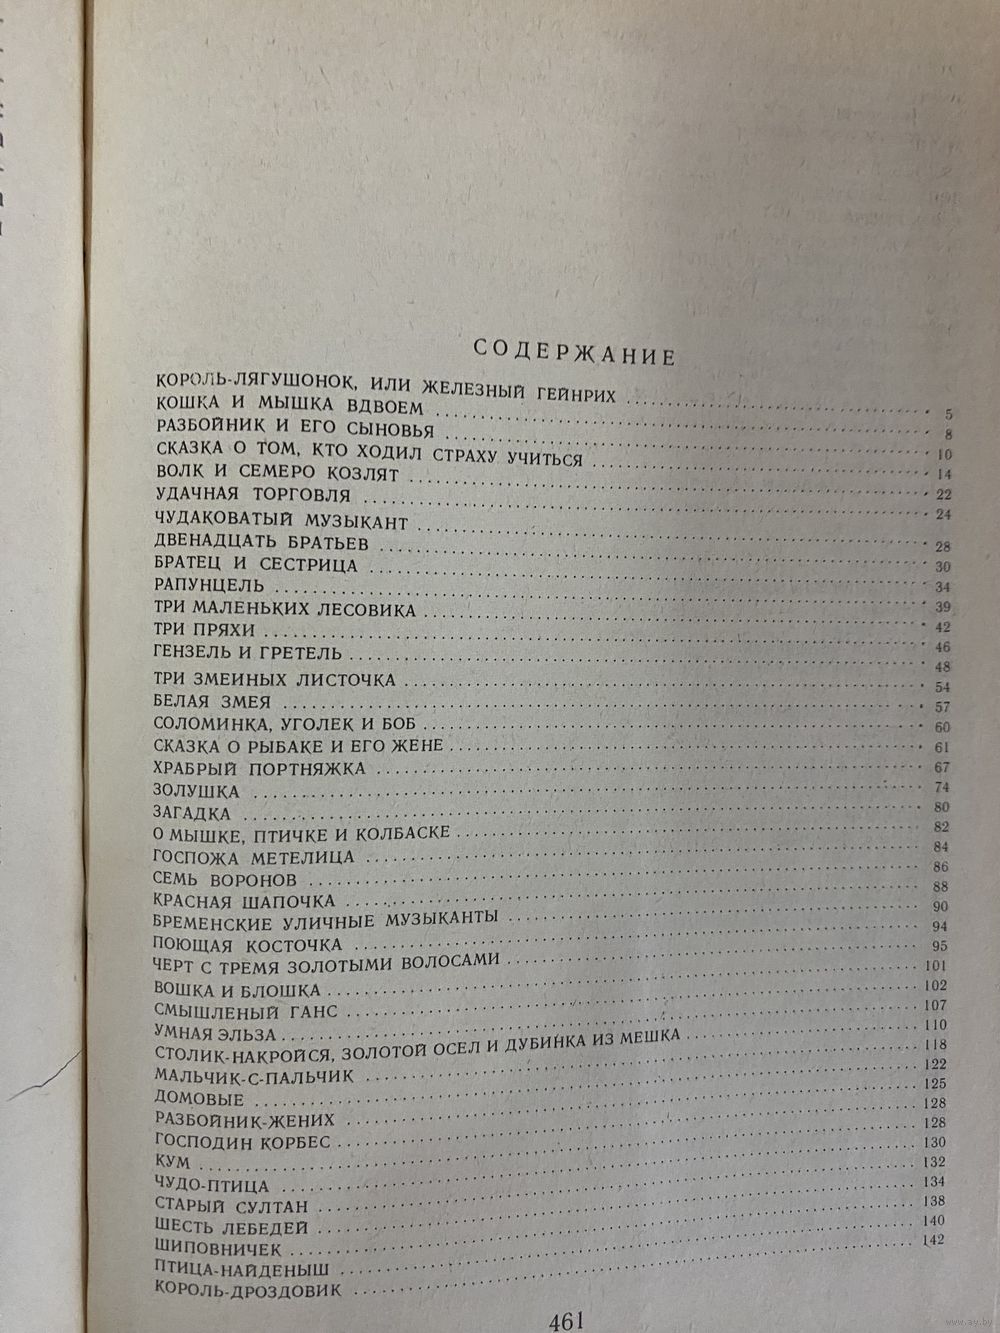 СОДЕРЖАНИЕ
КОРОЛЬ-ЛЯГУШОНОК, ИЛИ ЖЕЛЕЗНЫЙ ГЕЙНРИХ 5
КОШКА И МЫШКА ВДВОЕМ 8
РАЗБОЙНИК И ЕГО СЫНОВЬЯ 10
СКАЗКА О ТОМ, КТО ХОДИЛ СТРАХУ УЧИТЬСЯ 14
ВОЛК И СЕМЕРО КОЗЛЯТ 22
УДАЧНАЯ ТОРГОВЛЯ 24
ЧУДАКОВАТЫЙ МУЗЫКАНТ 28
ДВЕНАДЦАТЬ БРАТЬЕВ 30
БРАТЕЦ И СЕСТРИЦА 34
РАПУНЦЕЛЬ 39
ТРИ МАЛЕНЬКИХ ЛЕСОВИКА 42
ТРИ ПРЯХИ 46
ГЕНЗЕЛЬ И ГРЕТЕЛЬ 48
ТРИ ЗМЕИНЫХ ЛИСТОЧКА 54
БЕЛАЯ ЗМЕЯ 57
СОЛОМИНКА, УГОЛЕК И БОБ 60
СКАЗКА О РЫБАКЕ И ЕГО ЖЕНЕ 61
ХРАБРЫЙ ПОРТНЯЖКА 67
ЗОЛУШКА 74
ЗАГАДКА 80
О МЫШКЕ, ПТИЧКЕ И КОЛБАСКЕ 82
ГОСПОЖА МЕТЕЛИЦА 84
СЕМЬ ВОРОНОВ 86
КРАСНАЯ ШАПОЧКА 88
БРЕМЕНСКИЕ УЛИЧНЫЕ МУЗЫКАНТЫ 90
ПОЮЩАЯ КОСТОЧКА 94
ЧЕРТ С ТРЕМЯ ЗОЛОТЫМИ ВОЛОСАМИ 95
ВОШКА И БЛОШКА 101
СМЫШЛЕНЫЙ ГАНС 102
УМНАЯ ЭЛЬЗА 107
СТОЛИК-НАКРОЙСЯ, ЗОЛОТОЙ ОСЕЛ И ДУБИНКА ИЗ МЕШКА 110
МАЛЬЧИК-С-ПАЛЬЧИК 118
ДОМОВЫЕ 122
РАЗБОЙНИК-ЖЕНИХ 125
ГОСПОДИН КОРБЕС 128
КУМ 128
ЧУДО-ПТИЦА 130
СТАРЫЙ СУЛТАН 132
ШЕСТЬ ЛЕБЕДЕЙ 134
ШИПОВНИЧЕК 138
ПТИЦА-НАЙДЕНЫШ 140
КОРОЛЬ-ДРОЗДОВИК 142
461
www.ay.by